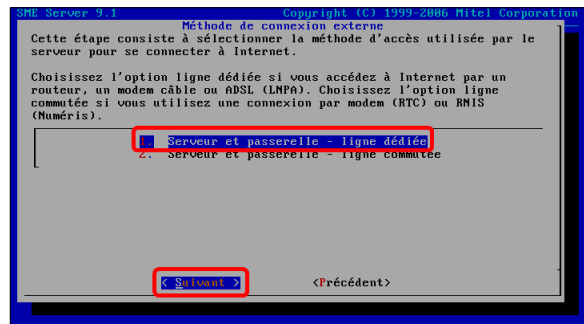 SME Server 9.1 Copyright (C) 1999-2006 Mitel Corporation
Méthode de connexion externe
Cette étape consiste à sélectionner la méthode d'accès utilisée par le
serveur pour se connecter à Internet.
Choisissez l'option ligne dédiée si vous accédez à Internet par un
routeur, un modem câble ou ADSL (LNPA). Choisissez l'option ligne
commutée si vous utilisez une connexion par modem (RTC) ou RNIS
(Numéris).
1. Serveur et passerelle - ligne dédiée
2. Serveur et passerelle - ligne commutée
< Suivant > <Précédent>